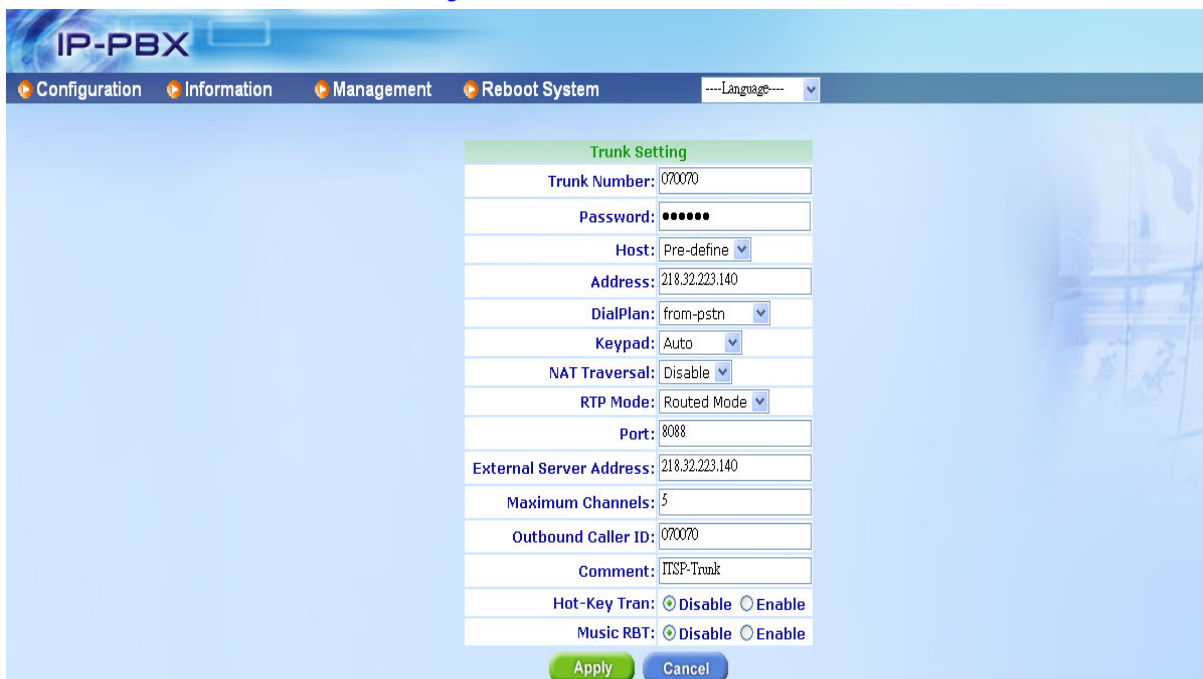 IP-PBX
Configuration Information Management Reboot System ----Language----
Trunk Setting
Trunk Number: 070070
Password: ●●●●●●
Host: Pre-define
Address: 218.32.223.140
DialPlan: from-pstn
Keypad: Auto
NAT Traversal: Disable
RTP Mode: Routed Mode
Port: 8088
External Server Address: 218.32.223.140
Maximum Channels: 5
Outbound Caller ID: 070070
Comment: ITSP-Trunk
Hot-Key Tran: Disable Enable
Music RBT: Disable Enable
Apply Cancel